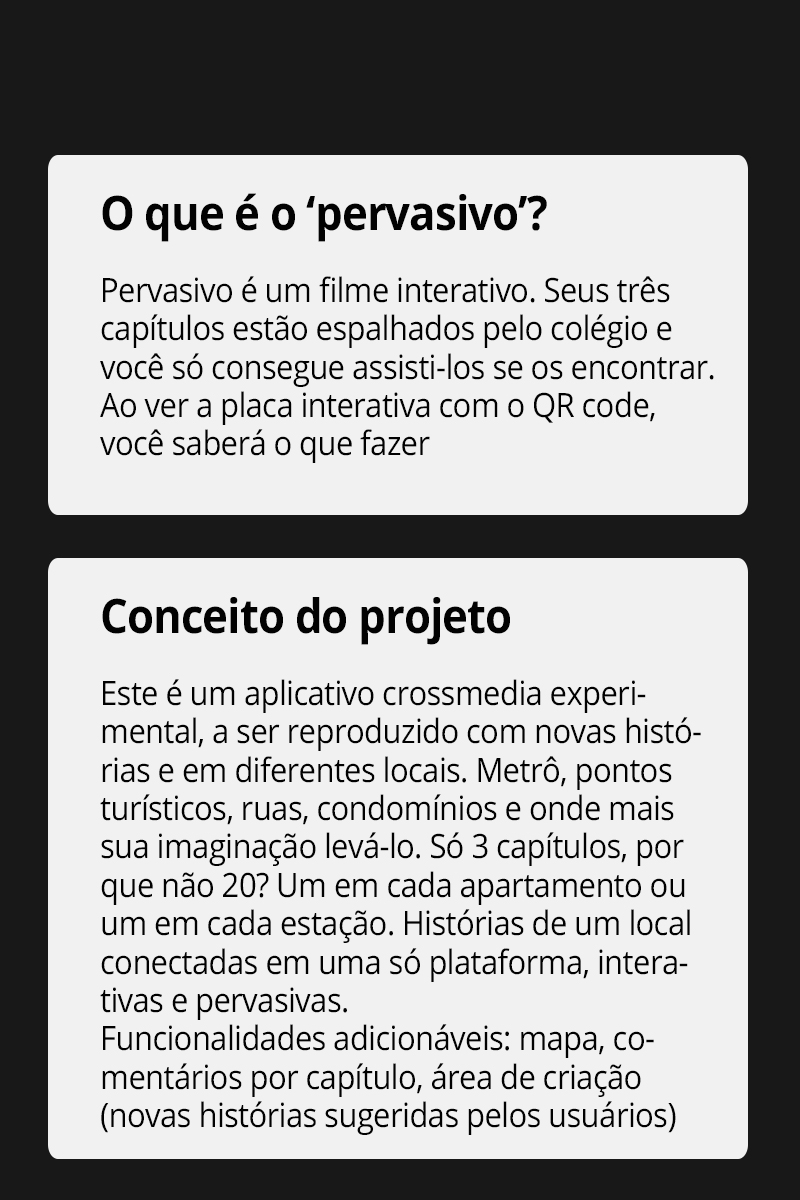 O que é o ‘pervasivo’?
Pervasivo é um filme interativo. Seus três
capítulos estão espalhados pelo colégio e
você só consegue assisti-los se os encontrar.
Ao ver a placa interativa com o QR code,
você saberá o que fazer
Conceito do projeto
Este é um aplicativo crossmedia experi-
mental, a ser reproduzido com novas histó-
rias e em diferentes locais. Metrô, pontos
turísticos, ruas, condomínios e onde mais
sua imaginação levá-lo. Só 3 capítulos, por
que não 20? Um em cada apartamento ou
um em cada estação. Histórias de um local
conectadas em uma só plataforma, intera-
tivas e pervasivas.
Funcionalidades adicionáveis: mapa, co-
mentários por capítulo, área de criação
(novas histórias sugeridas pelos usuários)